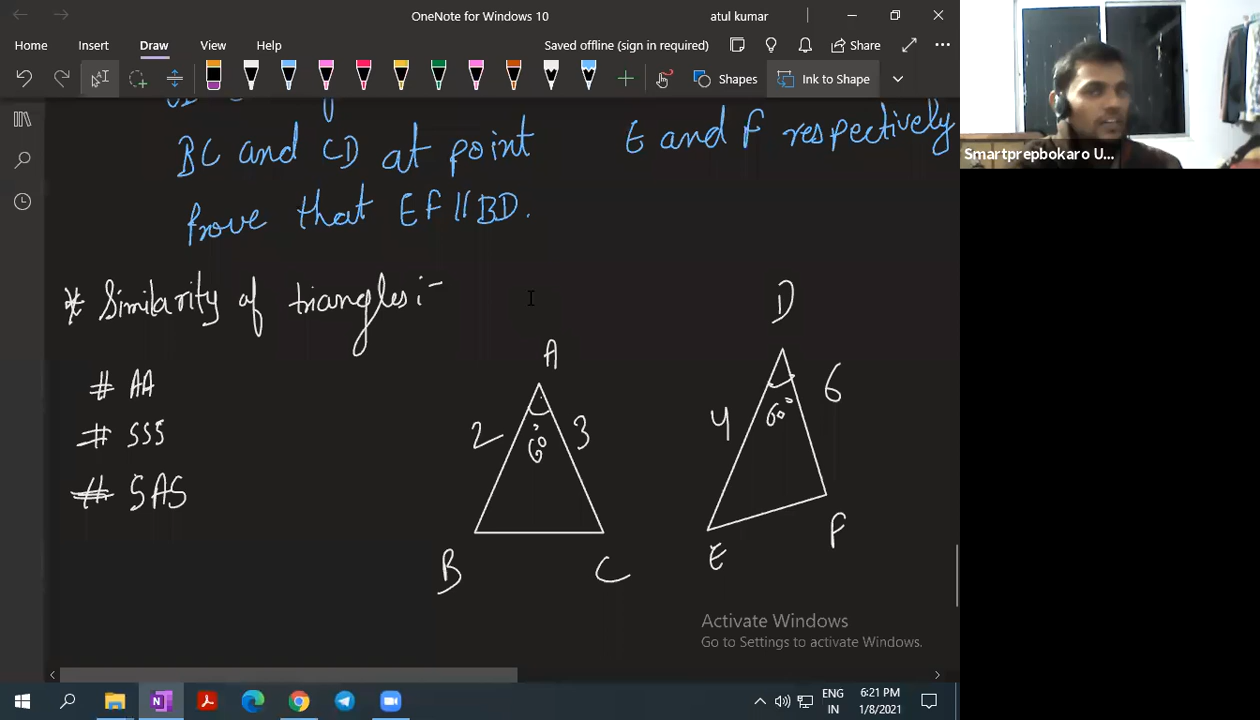 OneNote for Windows 10
atul kumar
Home Insert Draw View Help
Saved offline (sign in required)
Share
Shapes
Ink to Shape
BC and CD at point E and F respectively
Prove that EF || BD.
* Similarity of triangles :-
# AA
# SSS
# SAS
A
2 3
60°
B C
D
4 6
60°
E F
Activate Windows
Go to Settings to activate Windows.
Smartprepbokaro U...
ENG
IN
6:21 PM
1/8/2021